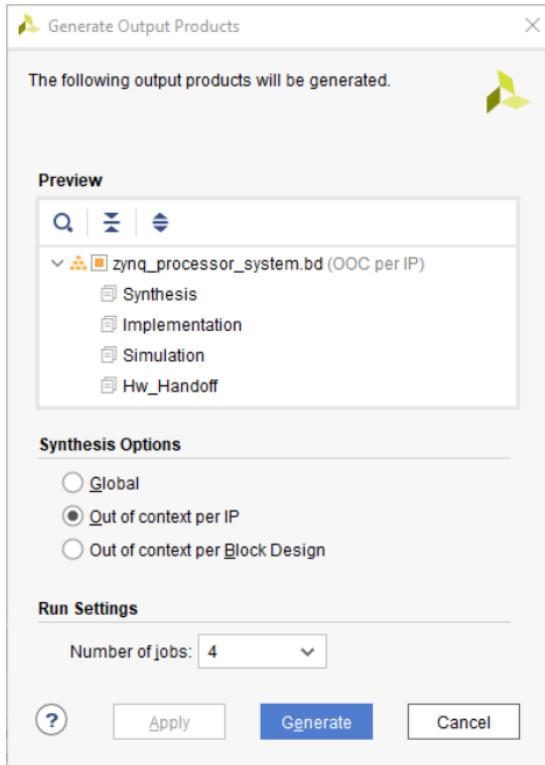 Generate Output Products
The following output products will be generated.
Preview
zynq_processor_system.bd (OOC per IP)
Synthesis
Implementation
Simulation
Hw_Handoff
Synthesis Options
Global
Out of context per IP
Out of context per Block Design
Run Settings
Number of jobs: 4
? Apply Generate Cancel